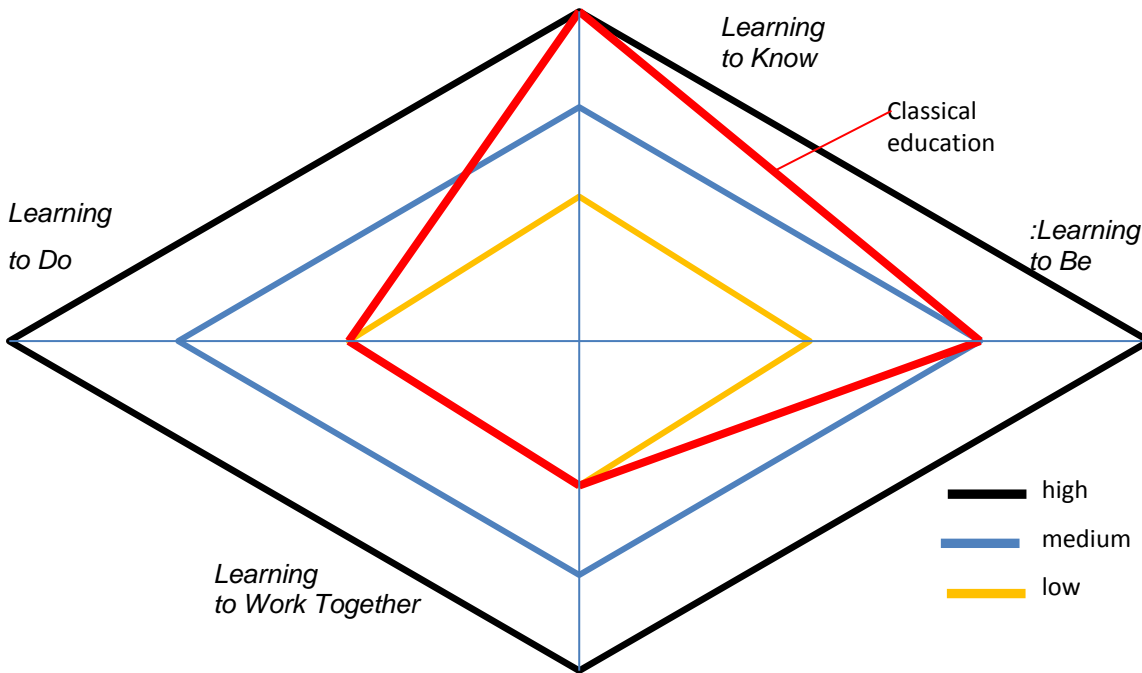 Learning
to Know
Classical
education
Learning
to Do
:Learning
to Be
high
medium
low
Learning
to Work Together